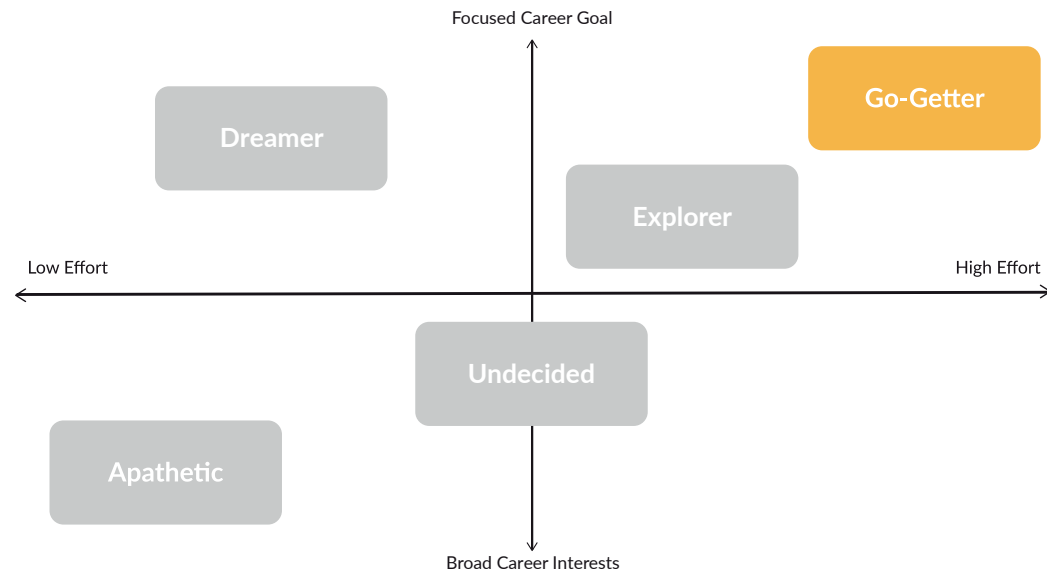 Focused Career Goal
Go-Getter
Dreamer
Explorer
Low Effort
High Effort
Undecided
Apathetic
Broad Career Interests